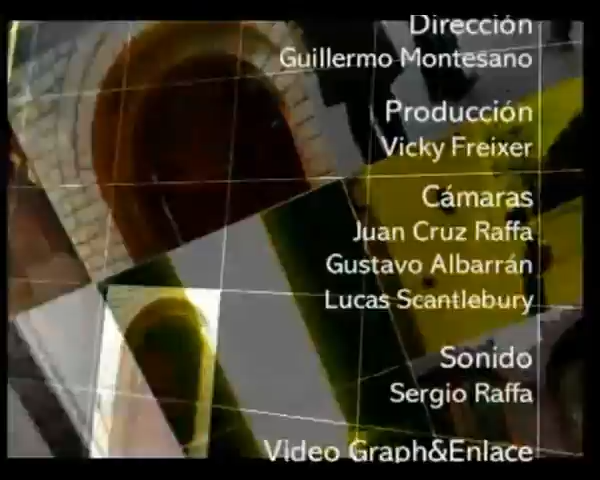 Dirección
Guillermo Montesano
Producción
Vicky Freixer
Cámaras
Juan Cruz Raffa
Gustavo Albarrán
Lucas Scantlebury
Sonido
Sergio Raffa
Video Graph&Enlace